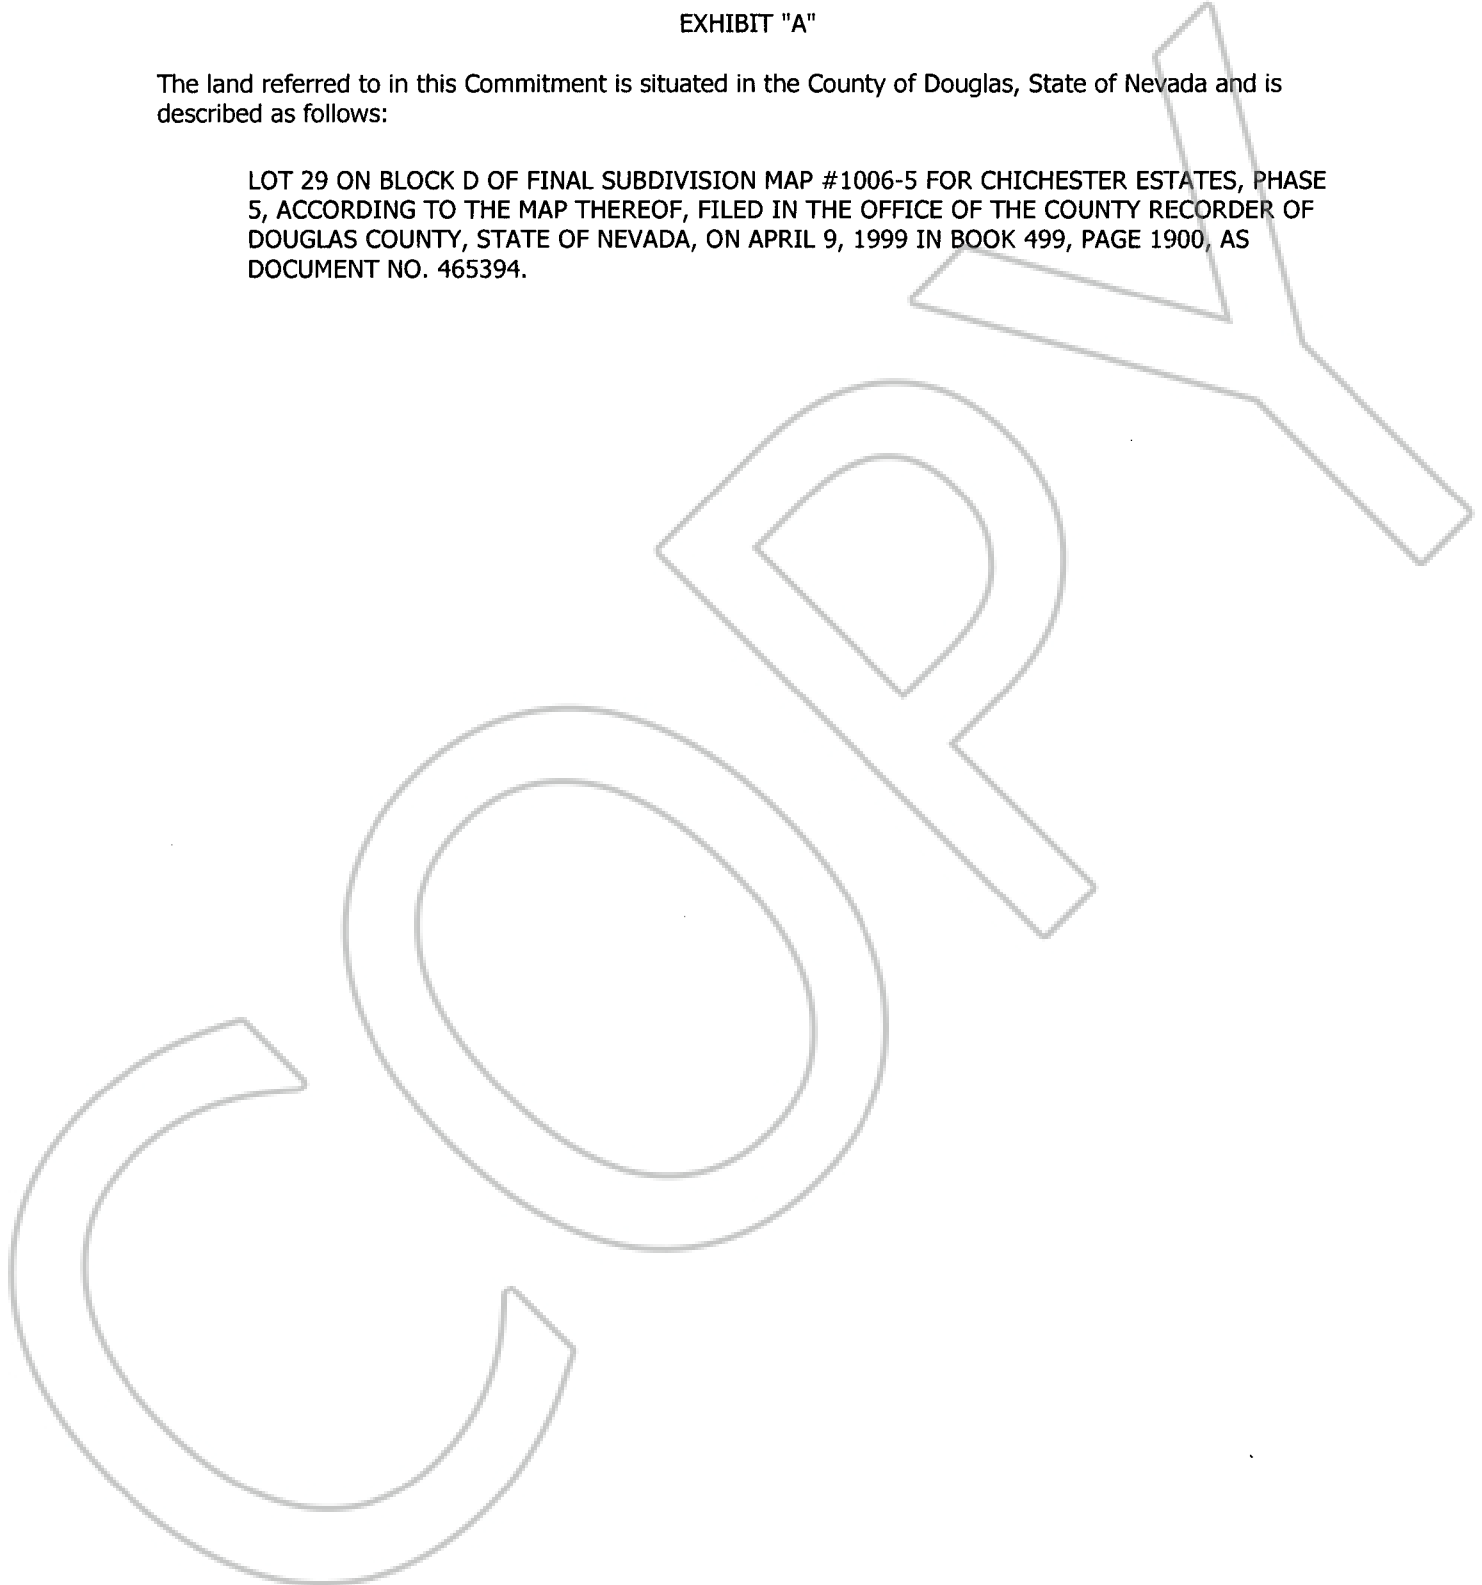 EXHIBIT "A"
The land referred to in this Commitment is situated in the County of Douglas, State of Nevada and is
described as follows:
LOT 29 ON BLOCK D OF FINAL SUBDIVISION MAP #1006-5 FOR CHICHESTER ESTATES, PHASE
5, ACCORDING TO THE MAP THEREOF, FILED IN THE OFFICE OF THE COUNTY RECORDER OF
DOUGLAS COUNTY, STATE OF NEVADA, ON APRIL 9, 1999 IN BOOK 499, PAGE 1900, AS
DOCUMENT NO. 465394.
COPY